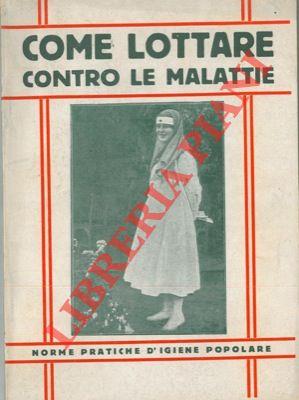 COME LOTTARE
CONTRO LE MALATTIE
LIBRERIA PIANI
NORME PRATICHE D'IGIENE POPOLARE